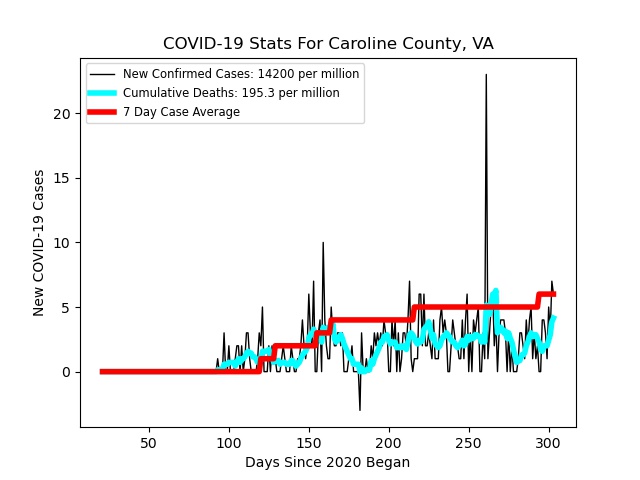 COVID-19 Stats For Caroline County, VA
New Confirmed Cases: 14200 per million
Cumulative Deaths: 195.3 per million
7 Day Case Average
New COVID-19 Cases
20
15
10
5
0
50 100 150 200 250 300
Days Since 2020 Began